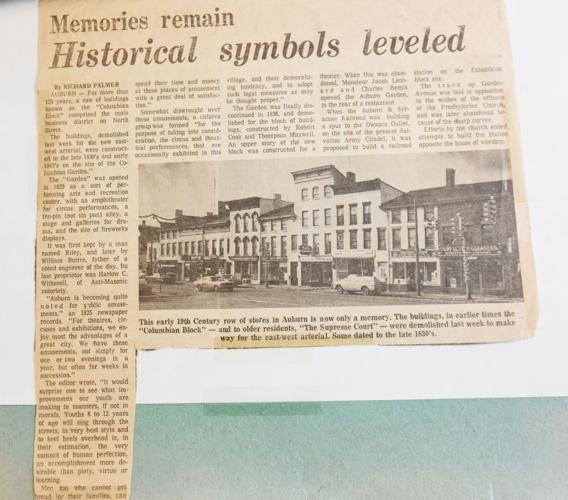 Memories remain
Historical symbols leveled
By RICHARD PALMER
AUBURN — For more than
125 years, a row of buildings
known as the "Columbian
Block" comprised the main
business district on North
Street.
The buildings, demolished
last week for the new east-
west arterial, were construct-
ed in the late 1830's and early
1840's on the site of the Co-
lumbian Garden."
The "Garden" was opened
in 1820 as a sort of per-
forming arts and recreation
center, with an amphitheater
for circus performances, a
ten-pin (not tin pan) alley, a
stage and galleries for dra-
ma, and the site of fireworks
displays.
It was first kept by a man
named Riley, and later by
William Buttre, father of a
noted engraver of the day. Its
last proprietor was Harlow C.
Witherell, of Anti-Masonic
notoriety.
"Auburn is becoming quite
noted for public amuse-
ments," an 1825 newspaper
records. "For theatres, cir-
cuses and exhibitions, we en-
joy most the advantages of a
great city. We have these
amusements, not simply for
one or two evenings in a
year, but often for weeks in
succession."
The editor wrote, "It would
surprise one to see what im-
provements our youth are
making in manners, if not in
morals. Youths 8 to 12 years
of age will sing through the
streets, in very best style and
to keel heels overhead is, in
their estimation, the very
summit of human perfection,
an accomplishment more de-
sirable than piety, virtue or
learning.
Men too who cannot get
bread for their families, can
spend their time and money
at these places of amusement
with a great deal of satisfac-
tion."
Somewhat diswrought over
these amusements, a citizens
group was formed "for the
purpose of taking into consid-
eration, the circus and theat-
rical performances, that are
occasionally exhibited in this
village, and their demoraliz-
ing tendency, and to adopt
such legal measures as may
be thought proper."
The Garden was finally dis-
continued in 1836, and demol-
ished for the block of build-
ings, constructed by Robert
Cook and Thompson Maxwell.
An upper story of the new
block was constructed for a
theater. When this was aban-
doned, Monsieur Jacob Leon-
ard and Charles Bemis
opened the Auburn Garden,
in the rear of a restaurant.
When the Auburn & Syr-
acuse Railroad was building
a spur to the Owasco Outlet,
on the site of the present Sal-
vation Army Citadel, it was
proposed to build a railroad
station on the Columbian
block site.
The track up Garden
Avenue was laid in opposition
to the wishes of the officers
of the Presbyterian Church,
and was later abandoned be-
cause of the sharp curves.
Efforts by the church ended
attempts to build the station
opposite the house of worship.
CLEANERS
This early 19th Century row of stores in Auburn is now only a memory. The buildings, in earlier times the
"Columbian Block" — and to older residents, "The Supreme Court" — were demolished last week to make
way for the east-west arterial. Some dated to the late 1830's.